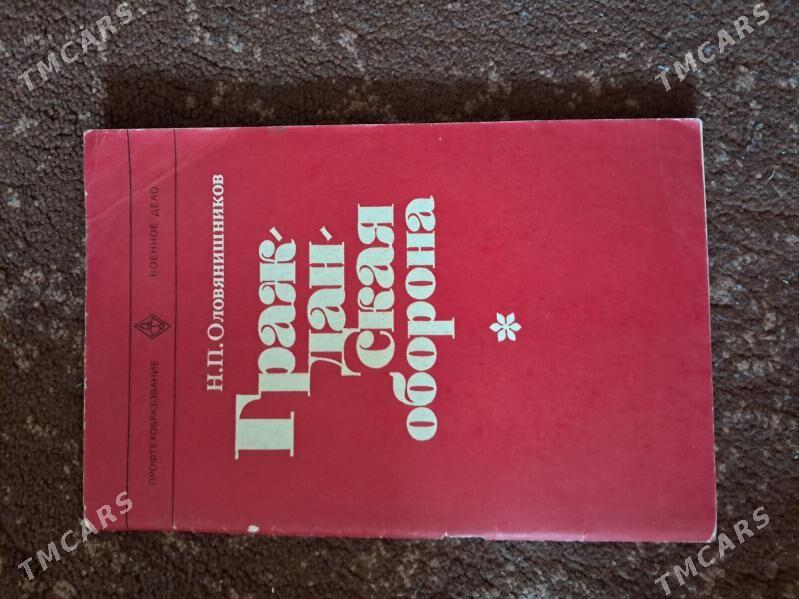 ПРОФТЕХОБРАЗОВАНИЕ ВОЕННОЕ ДЕЛО
Н.П.Оловянишников
Граж-
дан-
ская
оборона
TMCARS
TMCARS
TMCARS
TMCARS